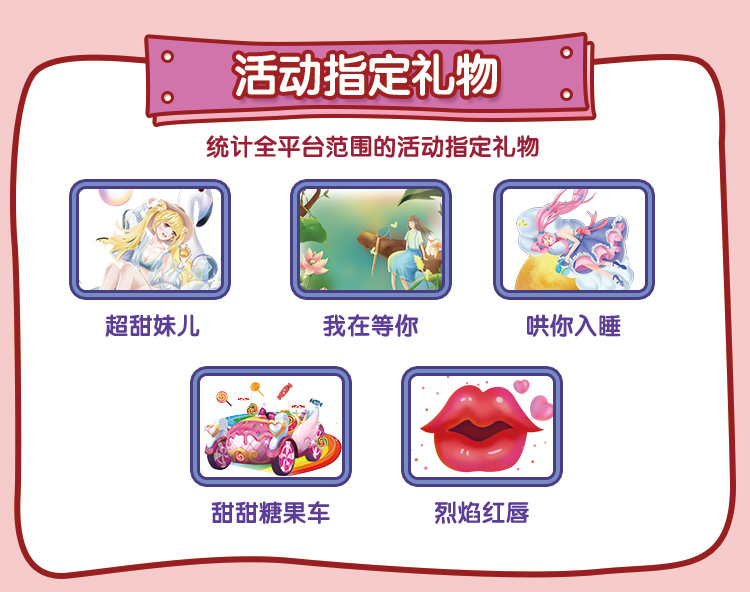 活动指定礼物
统计全平台范围的活动指定礼物
超甜妹儿
我在等你
哄你入睡
甜甜糖果车
烈焰红唇